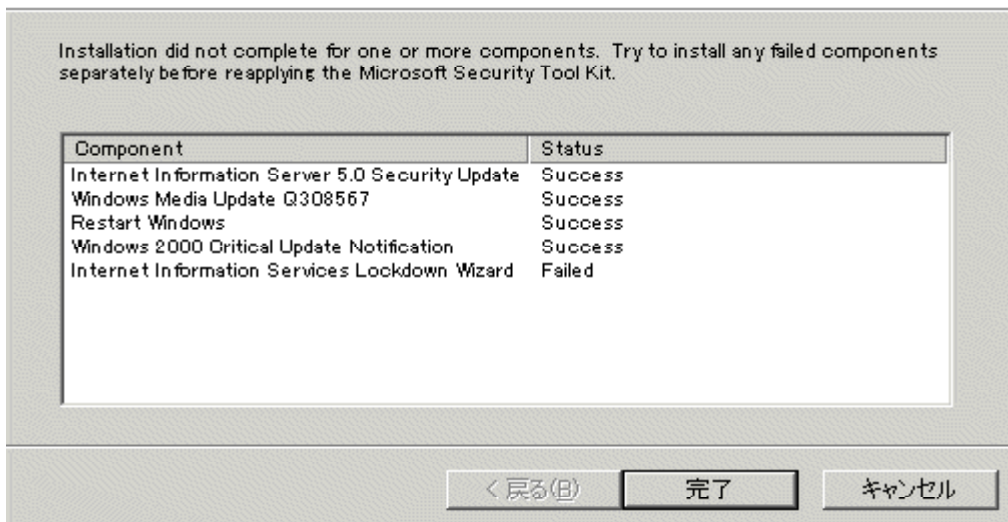 Installation did not complete for one or more components. Try to install any failed components
separately before reapplying the Microsoft Security Tool Kit.
Component Status
Internet Information Server 5.0 Security Update Success
Windows Media Update Q308567 Success
Restart Windows Success
Windows 2000 Critical Update Notification Success
Internet Information Services Lockdown Wizard Failed
< 戻る(B) 完了 キャンセル